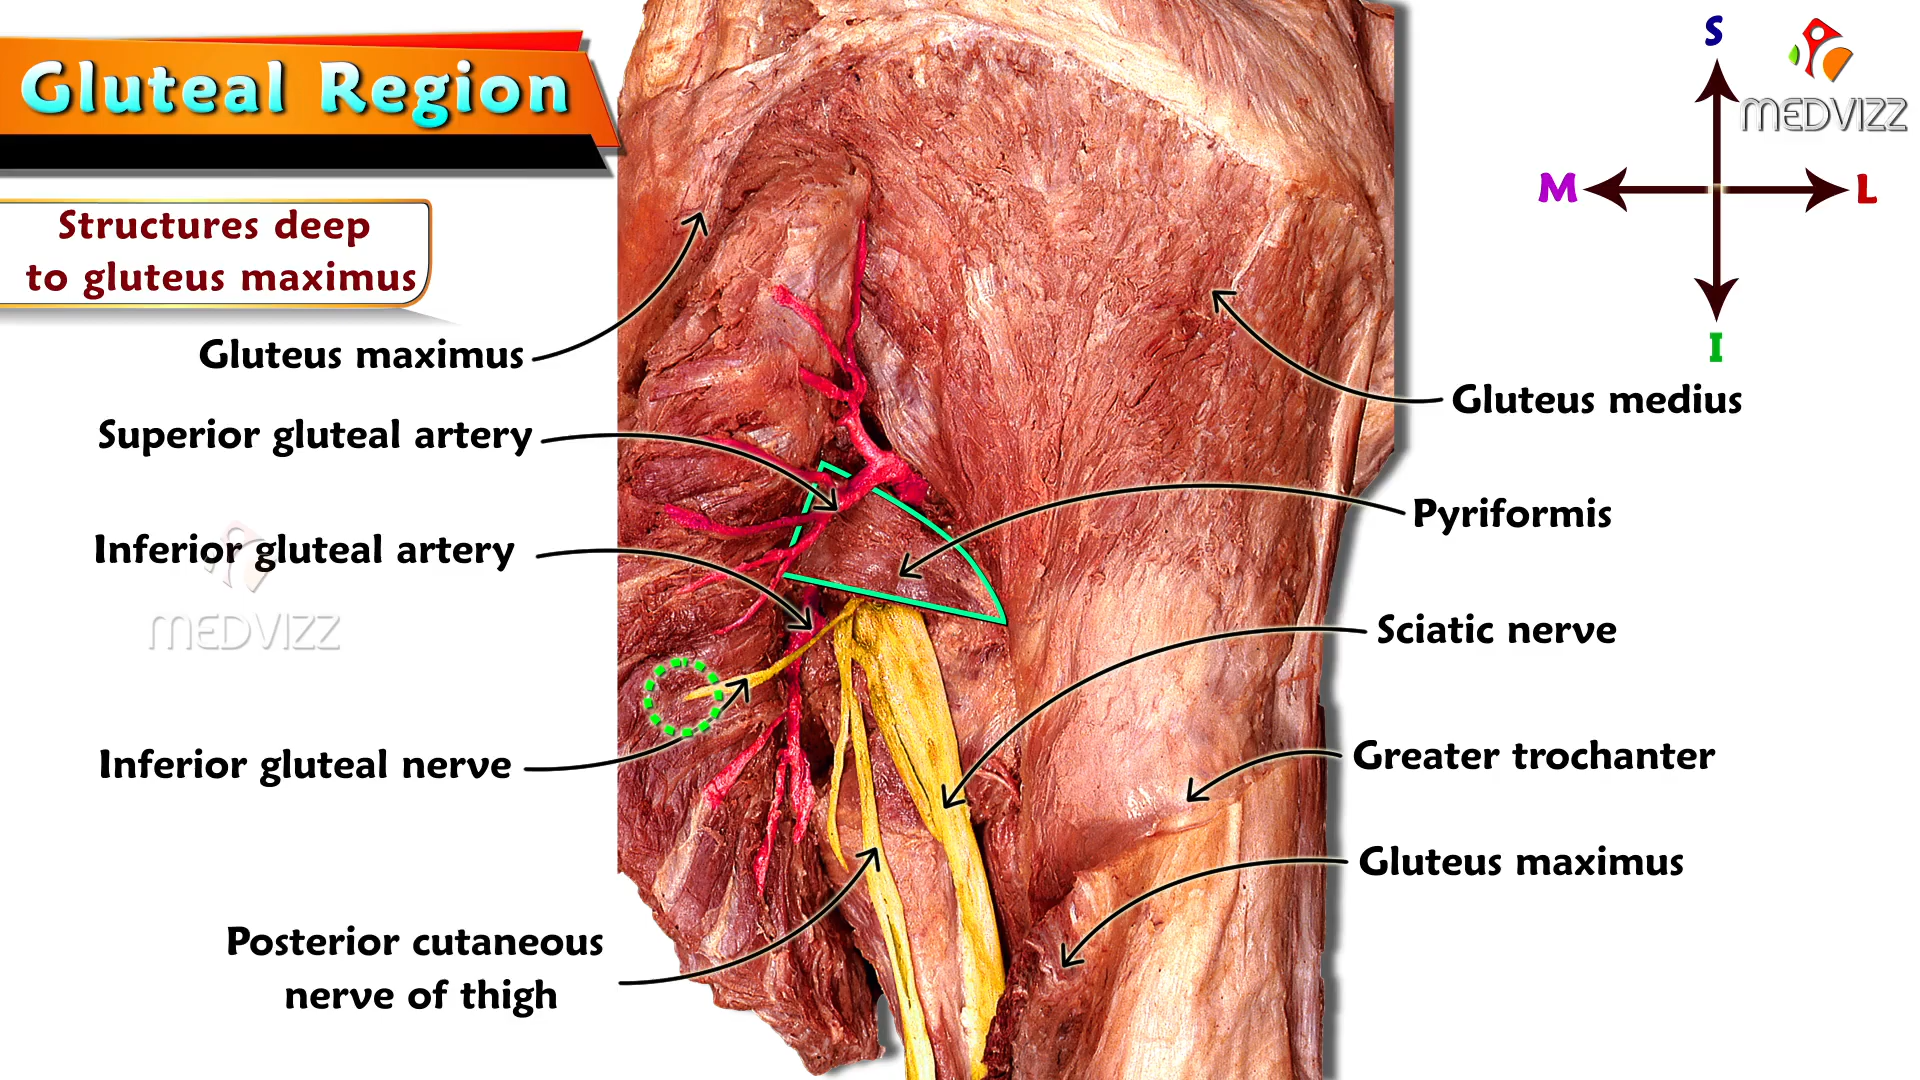 Gluteal Region
Structures deep
to gluteus maximus
Gluteus maximus
Superior gluteal artery
Inferior gluteal artery
Inferior gluteal nerve
Posterior cutaneous
nerve of thigh
S
M
L
I
MEDVIZZ
Gluteus medius
Pyriformis
Sciatic nerve
Greater trochanter
Gluteus maximus
MEDVIZZ